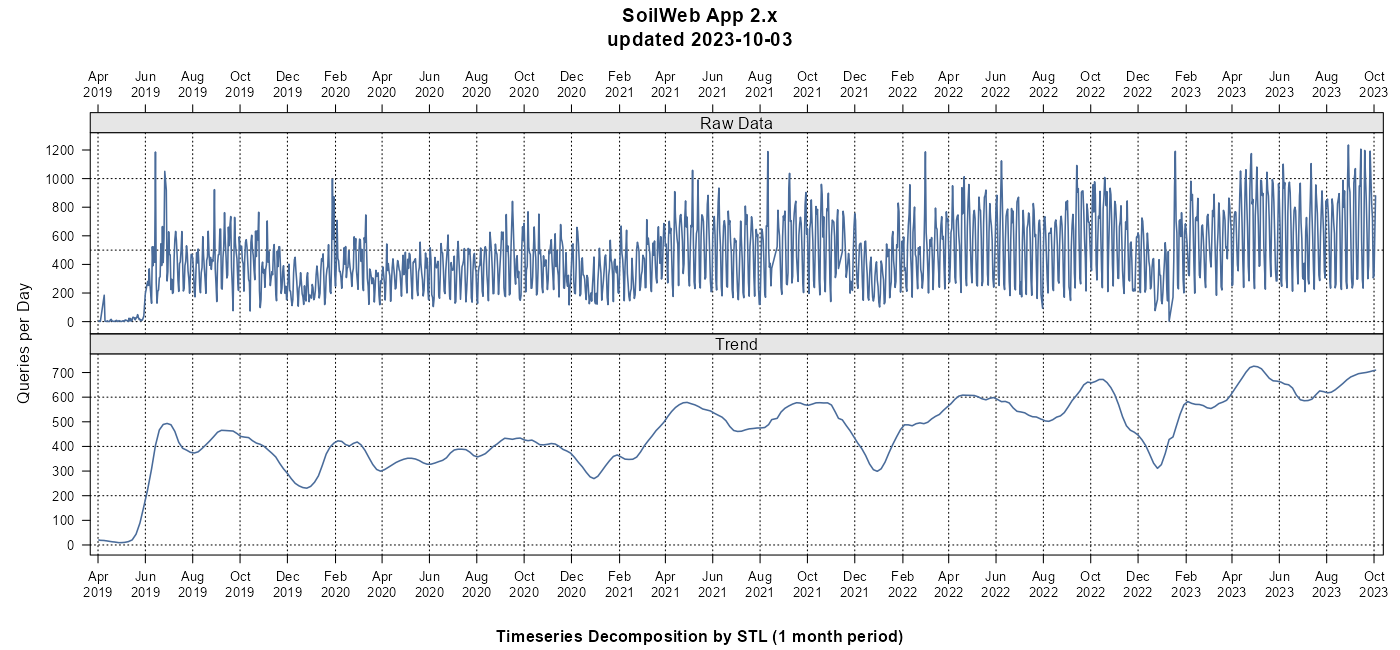 SoilWeb App 2.x
updated 2023-10-03
Apr Jun Aug Oct Dec Feb Apr Jun Aug Oct Dec Feb Apr Jun Aug Oct Dec Feb Apr Jun Aug Oct Dec Feb Apr Jun Aug Oct
2019 2019 2019 2019 2019 2020 2020 2020 2020 2020 2020 2021 2021 2021 2021 2021 2021 2022 2022 2022 2022 2022 2022 2023 2023 2023 2023 2023
Raw Data
1200
1000
800
600
400
200
0
Queries per Day
Trend
700
600
500
400
300
200
100
0
Apr Jun Aug Oct Dec Feb Apr Jun Aug Oct Dec Feb Apr Jun Aug Oct Dec Feb Apr Jun Aug Oct Dec Feb Apr Jun Aug Oct
2019 2019 2019 2019 2019 2020 2020 2020 2020 2020 2020 2021 2021 2021 2021 2021 2021 2022 2022 2022 2022 2022 2022 2023 2023 2023 2023 2023
Timeseries Decomposition by STL (1 month period)